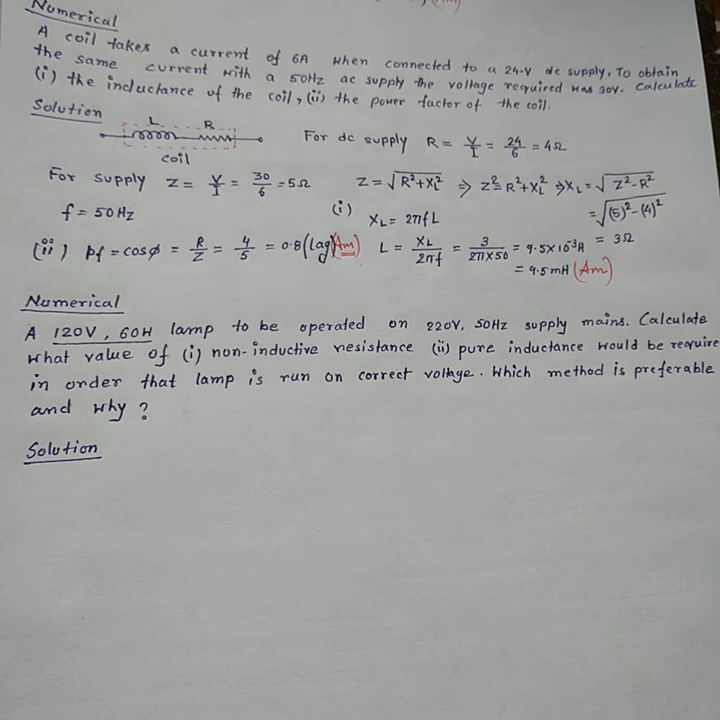 Numerical
A coil takes a current of 6A when connected to a 24-V dc supply. To obtain
the same current with a 50Hz ac supply the voltage required was 30V. Calculate
(i) the inductance of the coil, (ii) the power factor of the coil.
Solution
L R
coil
For dc supply R = V/I = 24/6 = 4Ω
For supply Z = V/I = 30/6 = 5Ω Z = √R²+XL² ⇒ Z² = R²+XL² ⇒ XL = √Z²-R²
f = 50Hz (i) XL = 2πfL = √(5)²-(4)²
= 3Ω
(ii) Pf = cosφ = R/Z = 4/5 = 0.8 (lag) Ans L = XL/2πf = 3/2π×50 = 9.5×10⁻³H
= 9.5mH (Ans)
Numerical
A 120V, 60W lamp to be operated on 220V, 50Hz supply mains. Calculate
what value of (i) non-inductive resistance (ii) pure inductance would be require
in order that lamp is run on correct voltage. Which method is preferable
and why?
Solution